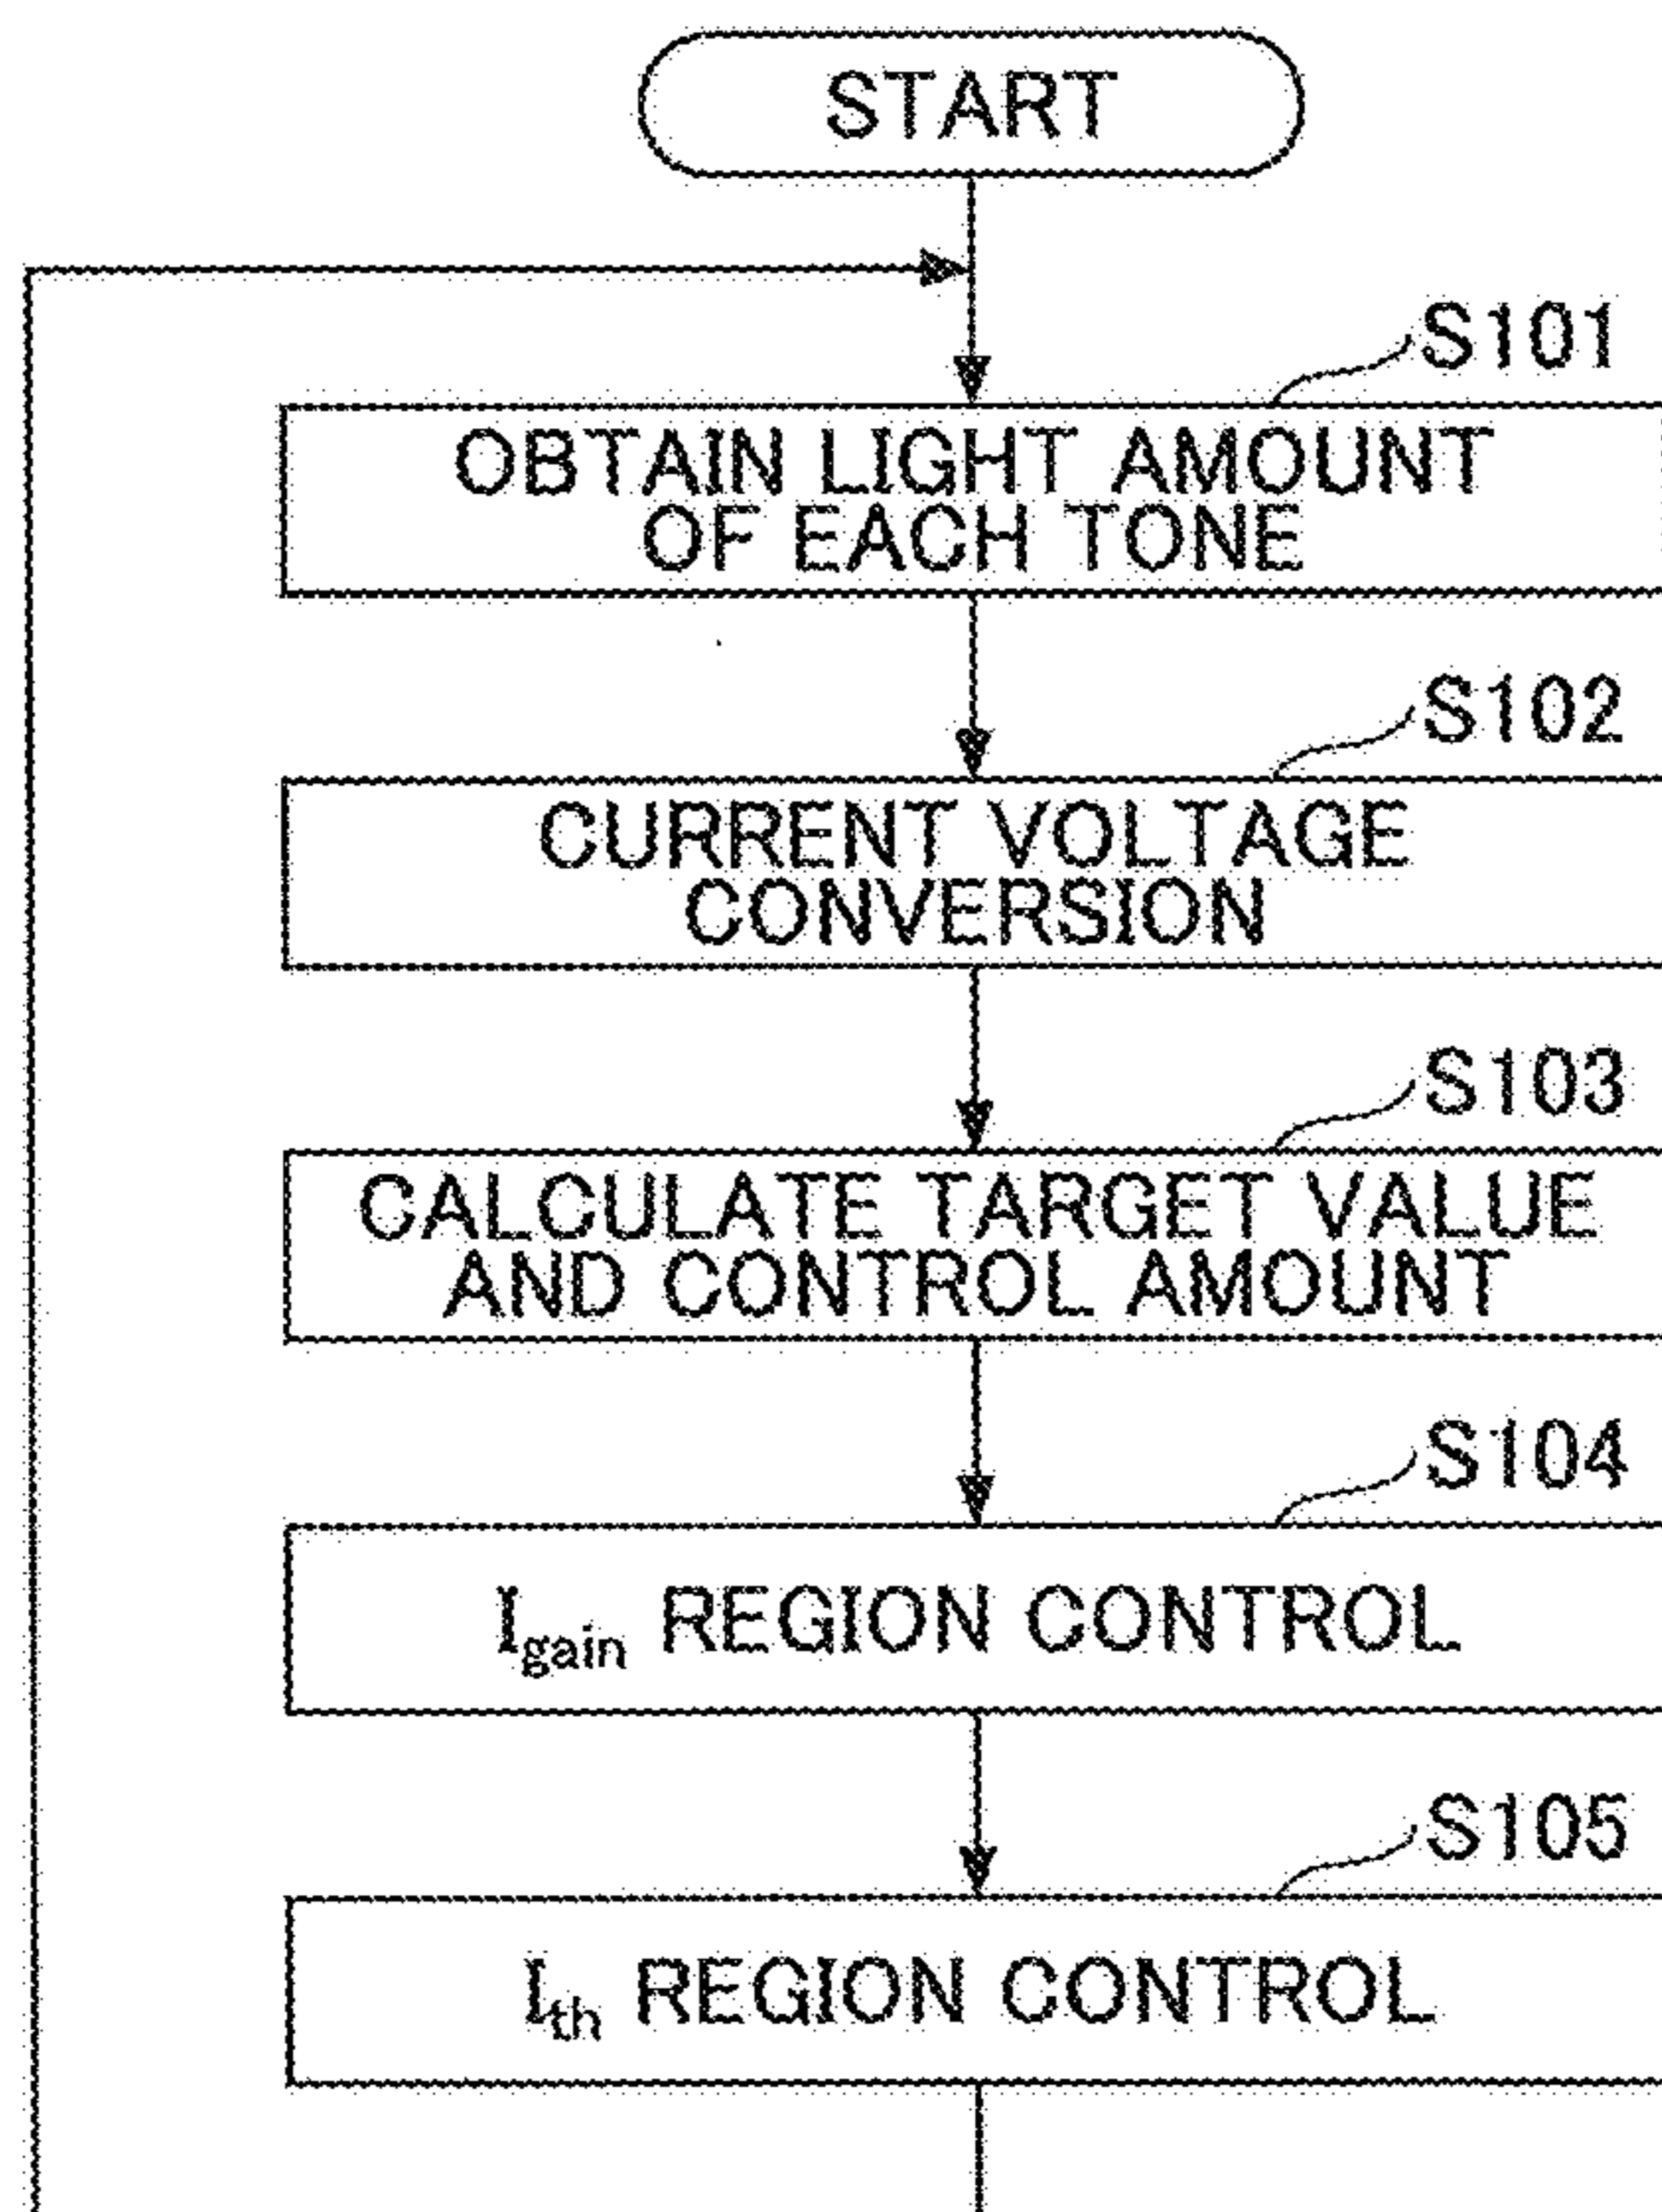 START
S101
OBTAIN LIGHT AMOUNT
OF EACH TONE
S102
CURRENT VOLTAGE
CONVERSION
S103
CALCULATE TARGET VALUE
AND CONTROL AMOUNT
S104
Igain REGION CONTROL
S105
Ith REGION CONTROL